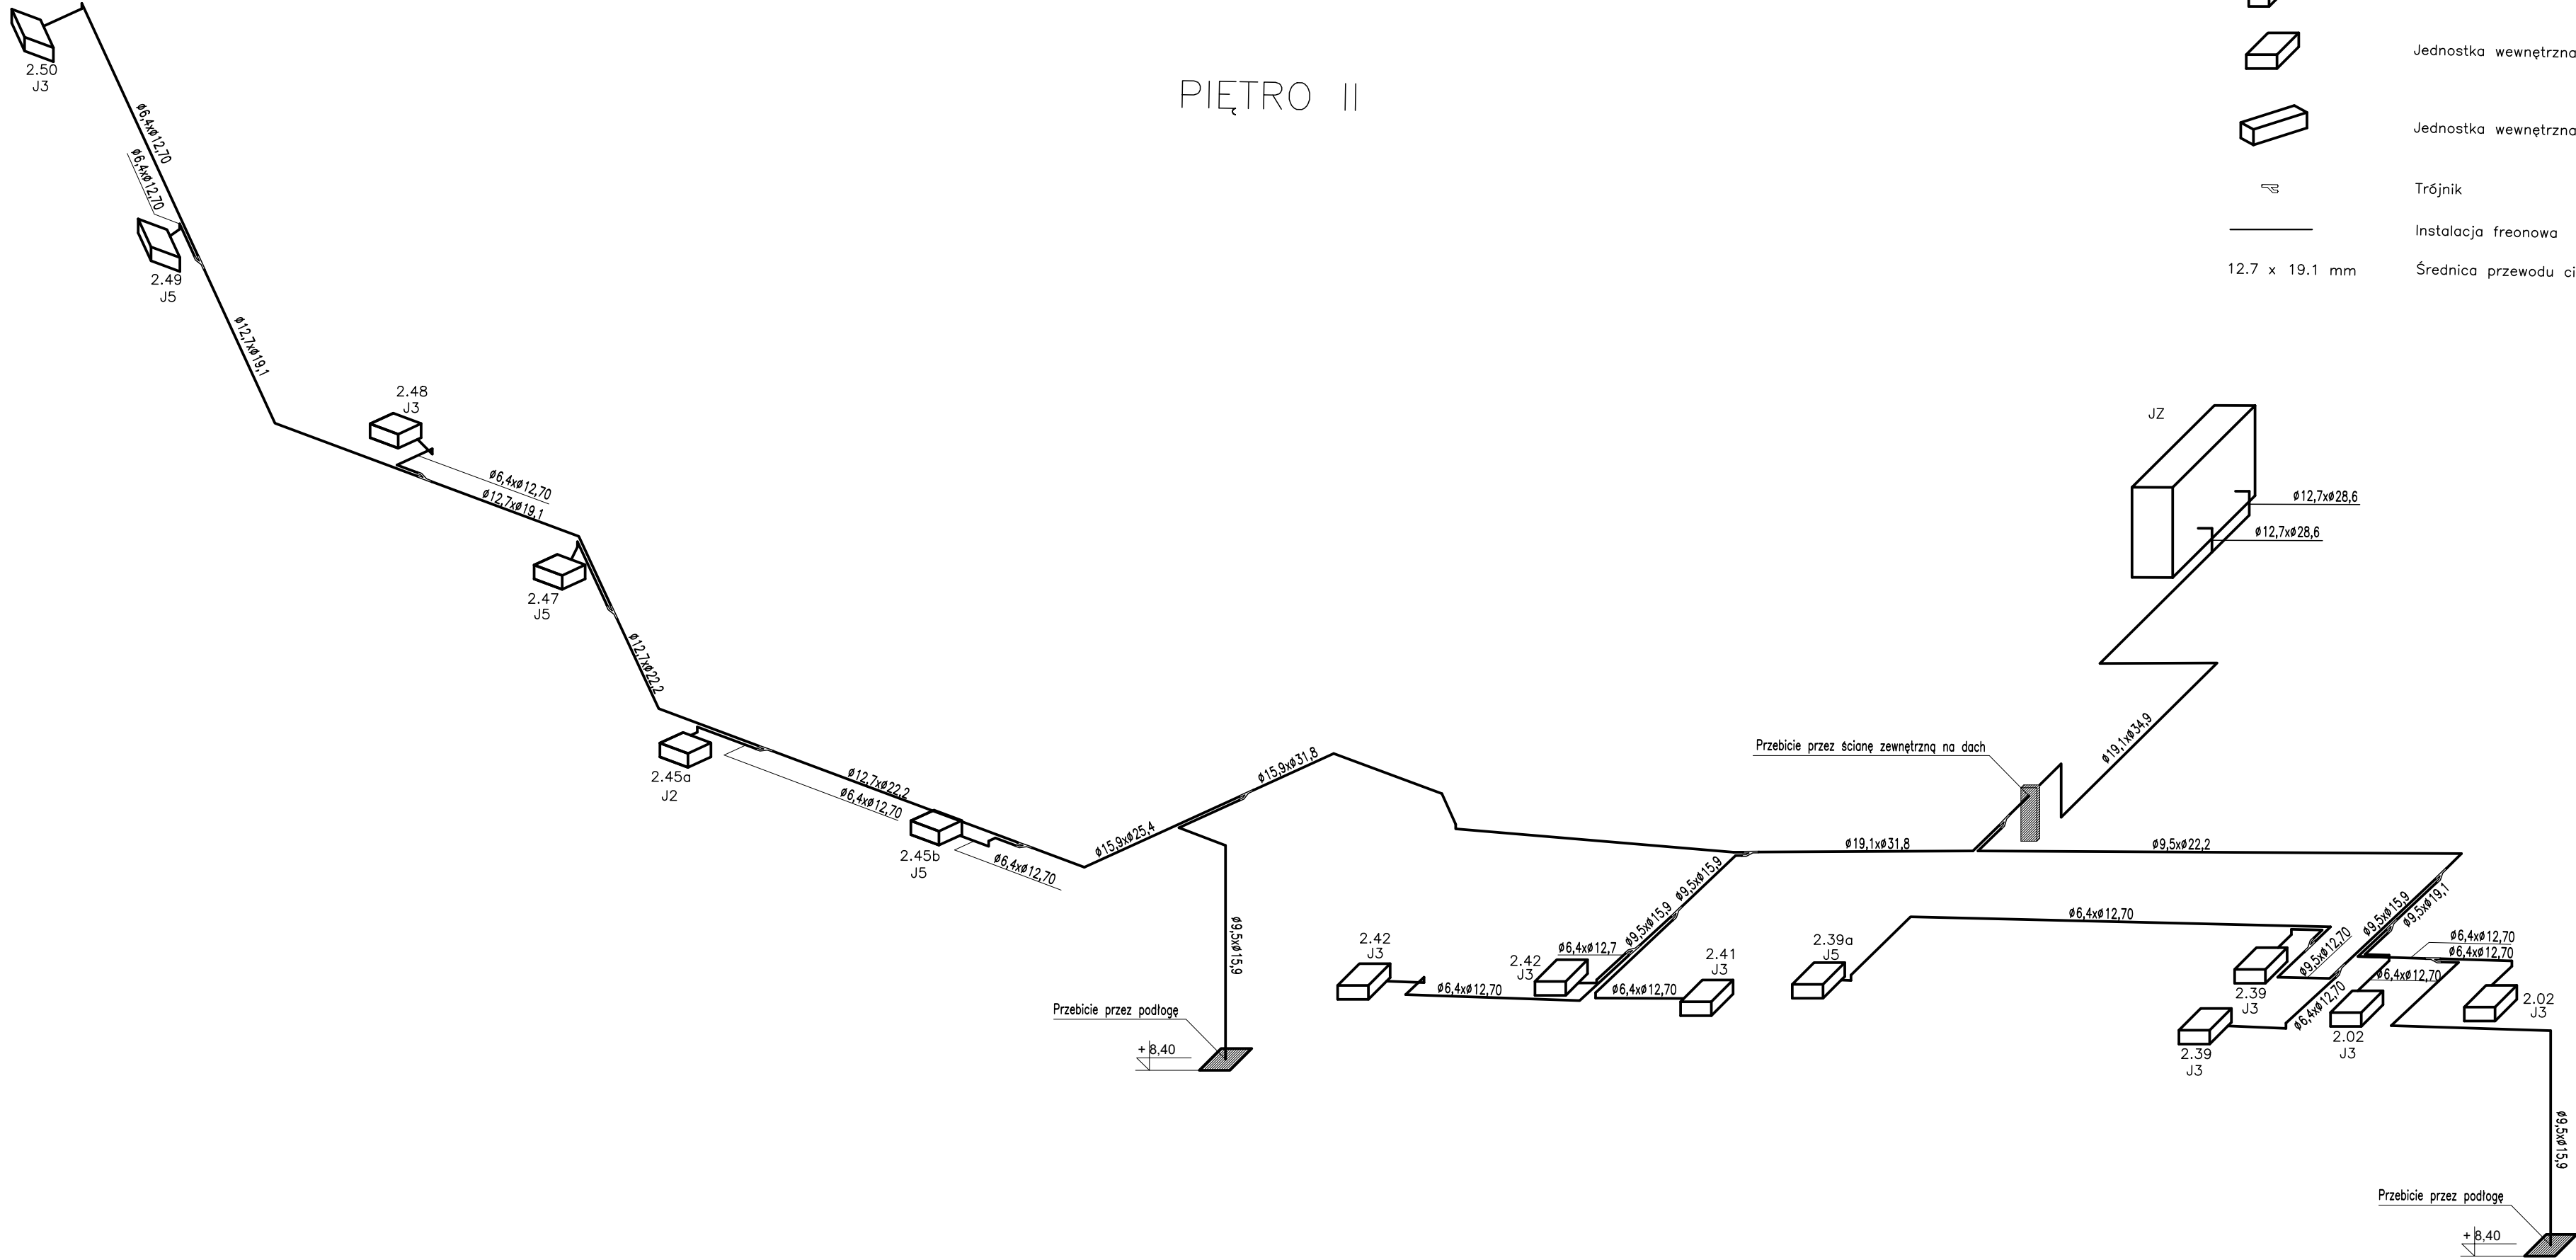 PIĘTRO II
Jednostka wewnętrzna
Jednostka wewnętrzna
Trójnik
Instalacja freonowa
12.7 x 19.1 mm
Średnica przewodu ci
2.50
J3
ø6,4xø12,70
ø6,4xø12,70
2.49
J5
ø12,7xø19,1
2.48
J3
ø6,4xø12,70
ø12,7xø19,1
2.47
J5
ø12,7xø22,2
2.45a
J2
ø12,7xø22,2
ø6,4xø12,70
2.45b
J5
ø6,4xø12,70
ø15,9xø25,4
ø15,9xø31,8
ø9,5xø15,9
Przebicie przez podłogę
+8,40
JZ
ø12,7xø28,6
ø12,7xø28,6
ø19,1xø34,9
Przebicie przez ścianę zewnętrzną na dach
ø19,1xø31,8
ø9,5xø22,2
ø9,5xø15,9
ø9,5xø15,9
ø6,4xø12,7
2.42
J3
ø6,4xø12,70
2.42
J3
ø6,4xø12,70
2.41
J3
2.39a
J5
ø6,4xø12,70
ø9,5xø15,9
ø9,5xø19,1
ø9,5xø12,70
ø6,4xø12,70
ø6,4xø12,70
ø6,4xø12,70
2.39
J3
ø6,4xø12,70
2.39
J3
2.02
J3
2.02
J3
ø9,5xø15,9
Przebicie przez podłogę
+8,40